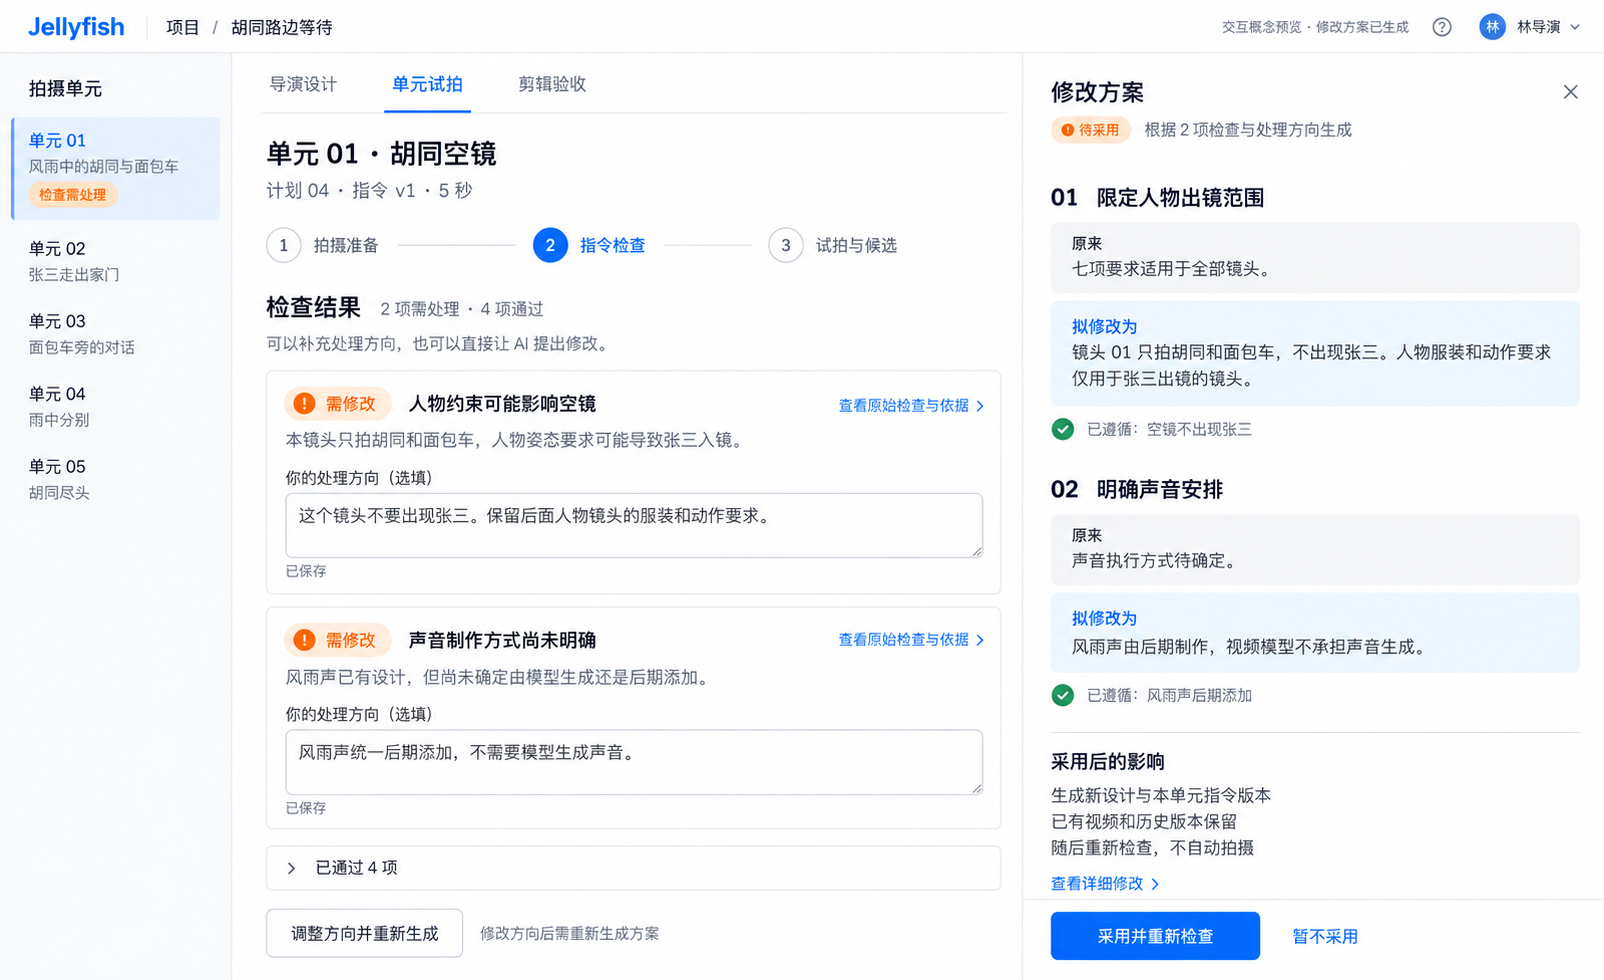 Jellyfish
项目 / 胡同路边等待
交互概念预览 · 修改方案已生成
?
林
林导演
拍摄单元
单元 01
风雨中的胡同与面包车
检查需处理
单元 02
张三走出家门
单元 03
面包车旁的对话
单元 04
雨中分别
单元 05
胡同尽头
导演设计
单元试拍
剪辑验收
单元 01 · 胡同空镜
计划 04 · 指令 v1 · 5 秒
1 拍摄准备
2 指令检查
3 试拍与候选
检查结果 2 项需处理 · 4 项通过
可以补充处理方向，也可以直接让 AI 提出修改。
! 需修改 人物约束可能影响空镜
查看原始检查与依据
本镜头只拍胡同和面包车，人物姿态要求可能导致张三入镜。
你的处理方向（选填）
这个镜头不要出现张三。保留后面人物镜头的服装和动作要求。
已保存
! 需修改 声音制作方式尚未明确
查看原始检查与依据
风雨声已有设计，但尚未确定由模型生成还是后期添加。
你的处理方向（选填）
风雨声统一后期添加，不需要模型生成声音。
已保存
已通过 4 项
调整方向并重新生成
修改方向后需重新生成方案
修改方案
! 待采用 根据 2 项检查与处理方向生成
01 限定人物出镜范围
原来
七项要求适用于全部镜头。
拟修改为
镜头 01 只拍胡同和面包车，不出现张三。人物服装和动作要求
仅用于张三出镜的镜头。
已遵循：空镜不出现张三
02 明确声音安排
原来
声音执行方式待确定。
拟修改为
风雨声由后期制作，视频模型不承担声音生成。
已遵循：风雨声后期添加
采用后的影响
生成新设计与本单元指令版本
已有视频和历史版本保留
随后重新检查，不自动拍摄
查看详细修改
采用并重新检查
暂不采用